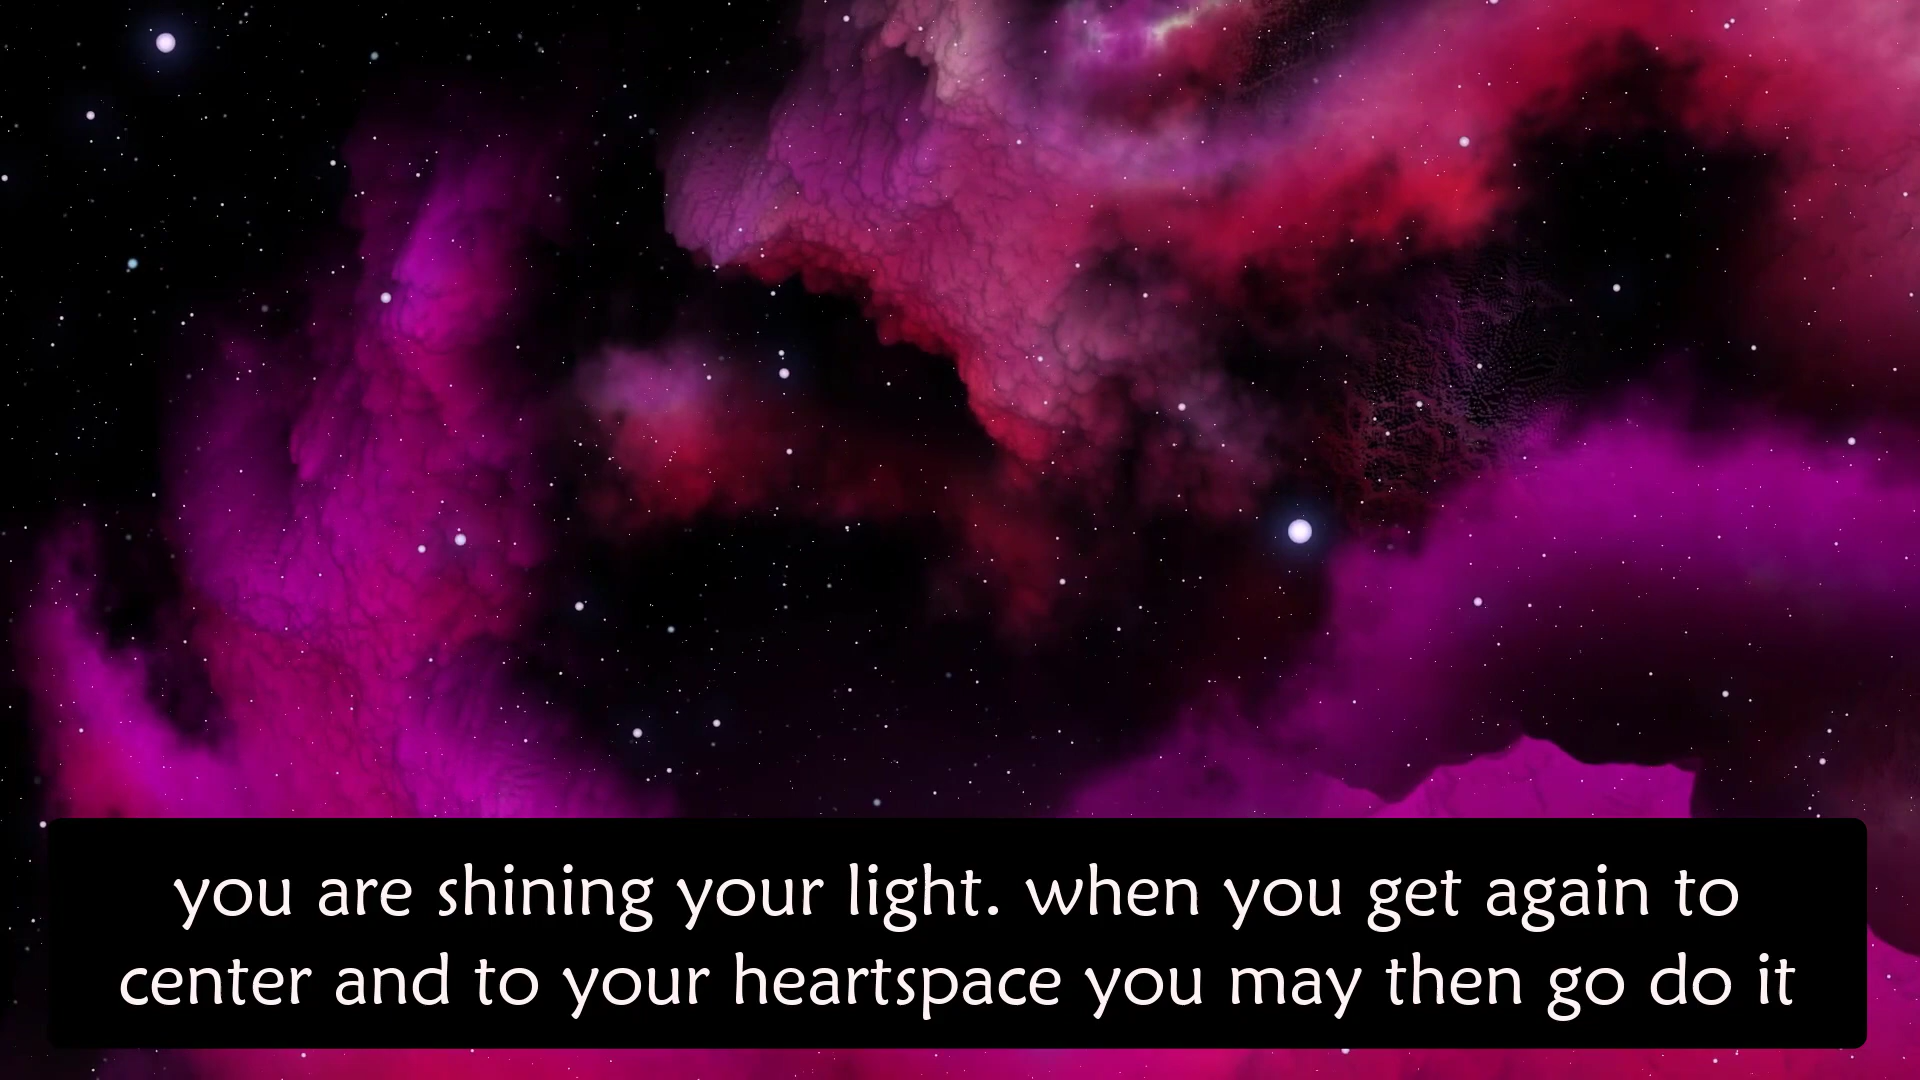 you are shining your light. when you get again to
center and to your heartspace you may then go do it